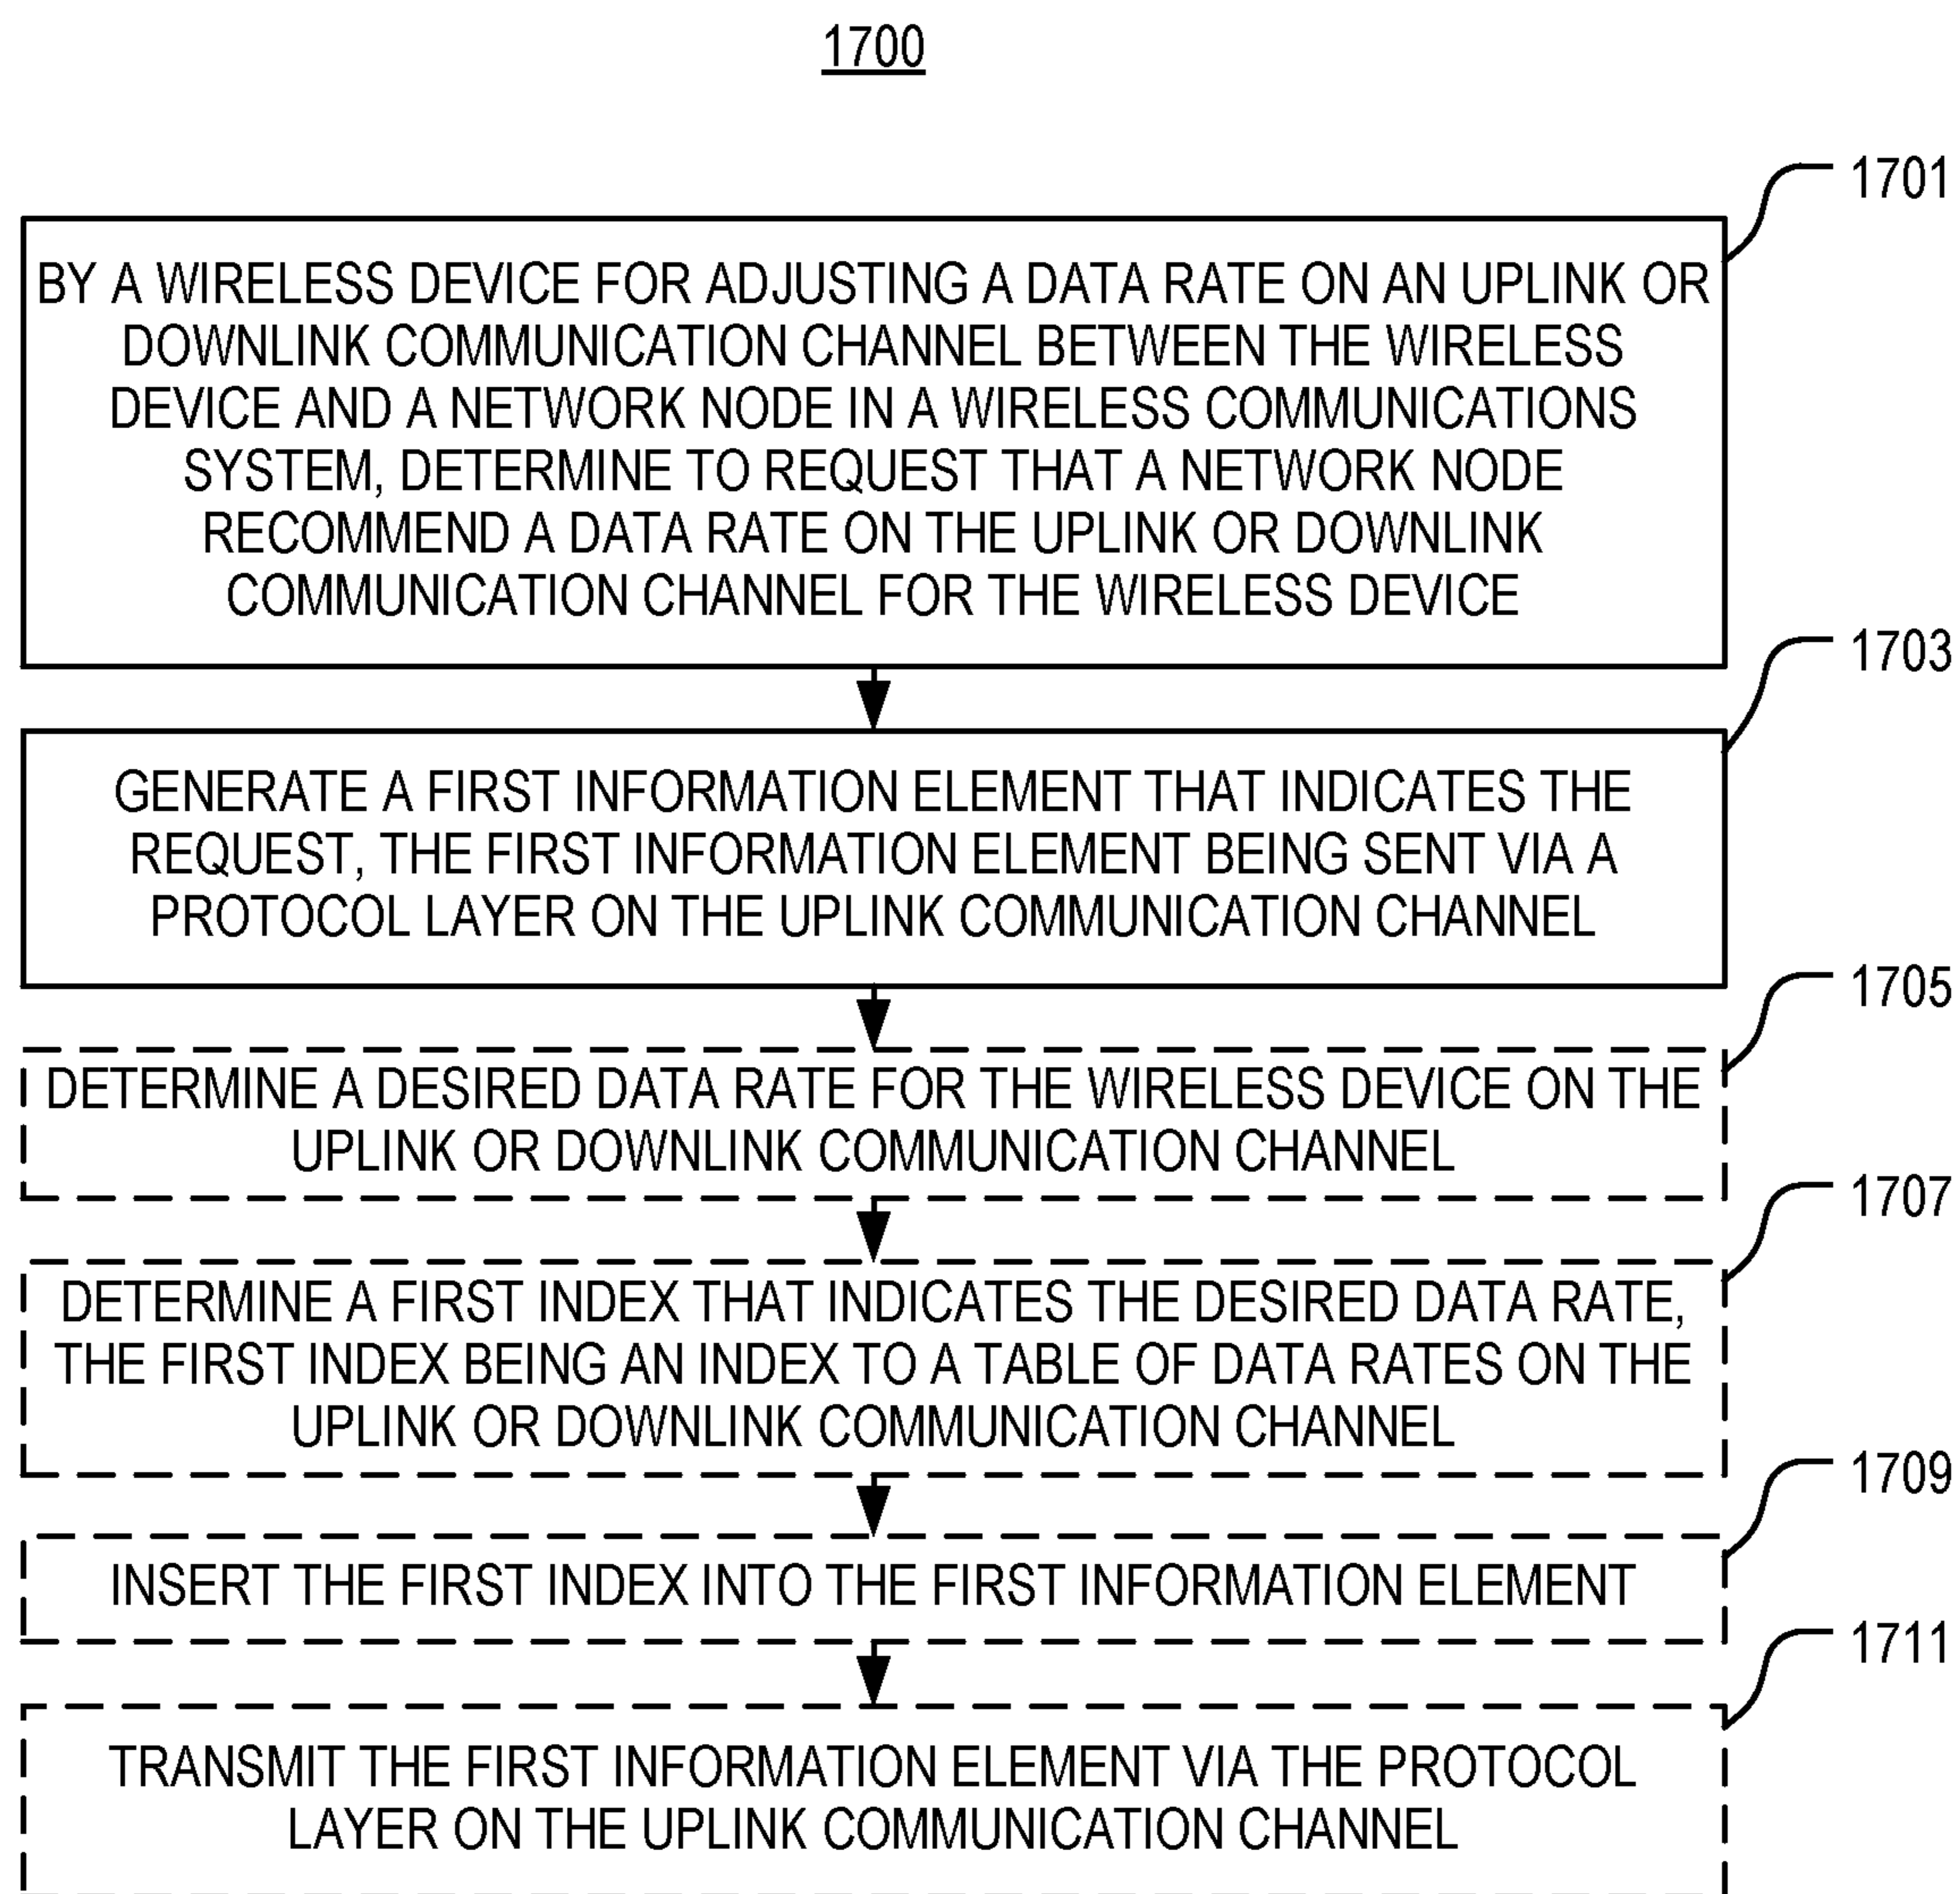 1700
1701
BY A WIRELESS DEVICE FOR ADJUSTING A DATA RATE ON AN UPLINK OR
DOWNLINK COMMUNICATION CHANNEL BETWEEN THE WIRELESS
DEVICE AND A NETWORK NODE IN A WIRELESS COMMUNICATIONS
SYSTEM, DETERMINE TO REQUEST THAT A NETWORK NODE
RECOMMEND A DATA RATE ON THE UPLINK OR DOWNLINK
COMMUNICATION CHANNEL FOR THE WIRELESS DEVICE
1703
GENERATE A FIRST INFORMATION ELEMENT THAT INDICATES THE
REQUEST, THE FIRST INFORMATION ELEMENT BEING SENT VIA A
PROTOCOL LAYER ON THE UPLINK COMMUNICATION CHANNEL
1705
DETERMINE A DESIRED DATA RATE FOR THE WIRELESS DEVICE ON THE
UPLINK OR DOWNLINK COMMUNICATION CHANNEL
1707
DETERMINE A FIRST INDEX THAT INDICATES THE DESIRED DATA RATE,
THE FIRST INDEX BEING AN INDEX TO A TABLE OF DATA RATES ON THE
UPLINK OR DOWNLINK COMMUNICATION CHANNEL
1709
INSERT THE FIRST INDEX INTO THE FIRST INFORMATION ELEMENT
1711
TRANSMIT THE FIRST INFORMATION ELEMENT VIA THE PROTOCOL
LAYER ON THE UPLINK COMMUNICATION CHANNEL